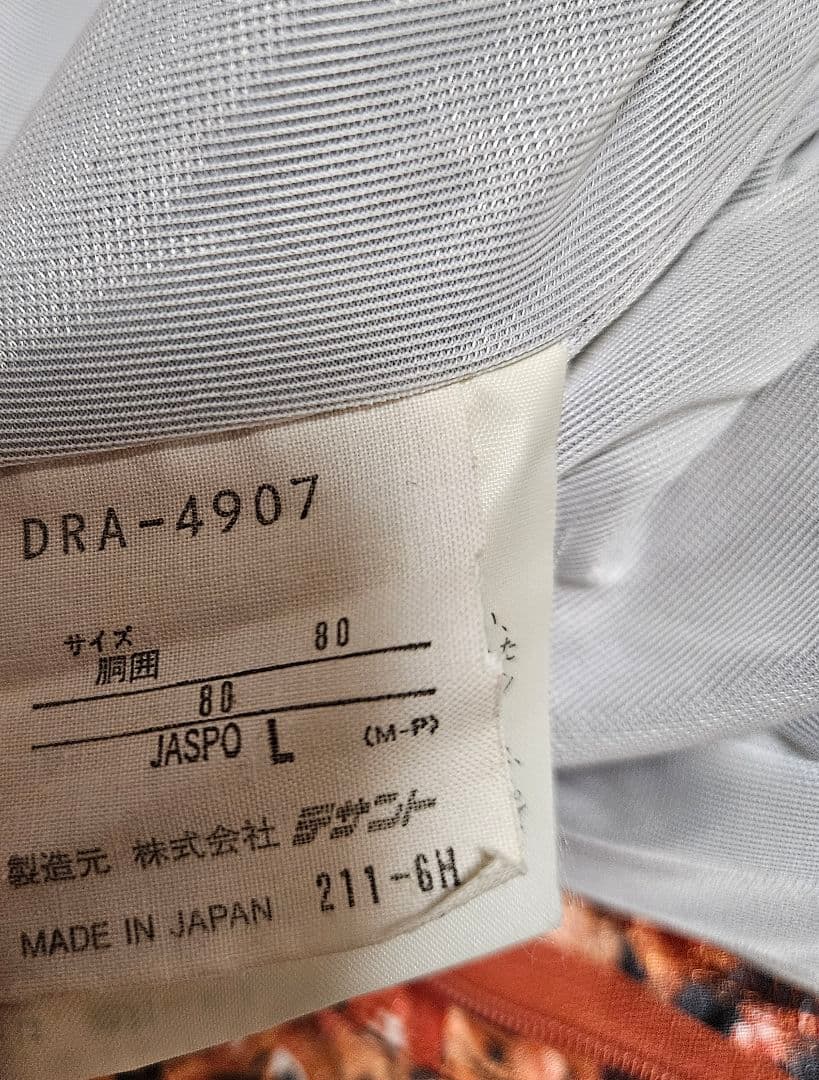 DRA-4907
サイズ 80
胴囲
80
JASPO L (M-P)
製造元 株式会社 デサント
MADE IN JAPAN 211-6H